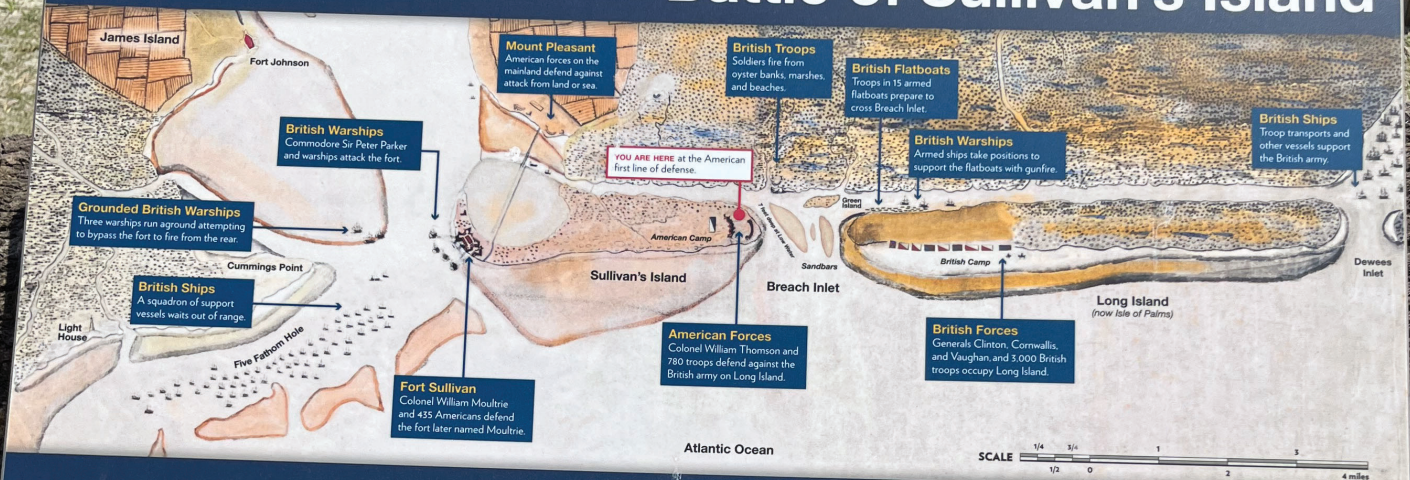 Battle of Sullivan's Island
James Island
Fort Johnson
Mount Pleasant
American forces on the
mainland defend against
attack from land or sea.
British Troops
Soldiers fire from
oyster banks, marshes,
and beaches.
British Flatboats
Troops in 15 armed
flatboats prepare to
cross Breach Inlet.
British Ships
Troop transports and
other vessels support
the British army.
British Warships
Commodore Sir Peter Parker
and warships attack the fort.
British Warships
Armed ships take positions to
support the flatboats with gunfire.
YOU ARE HERE at the American
first line of defense.
Grounded British Warships
Three warships run aground attempting
to bypass the fort to fire from the rear.
Green
Island
7 feet deep at Low Water
American Camp
Sandbars
British Camp
Cummings Point
Sullivan's Island
Breach Inlet
Dewees
Inlet
British Ships
A squadron of support
vessels waits out of range.
Long Island
(now Isle of Palms)
Light
House
Five Fathom Hole
American Forces
Colonel William Thomson and
780 troops defend against the
British army on Long Island.
British Forces
Generals Clinton, Cornwallis,
and Vaughan, and 3,000 British
troops occupy Long Island.
Fort Sullivan
Colonel William Moultrie
and 435 Americans defend
the fort later named Moultrie.
Atlantic Ocean
SCALE
1/4 3/4 1 3
1/2 0 2 4 miles